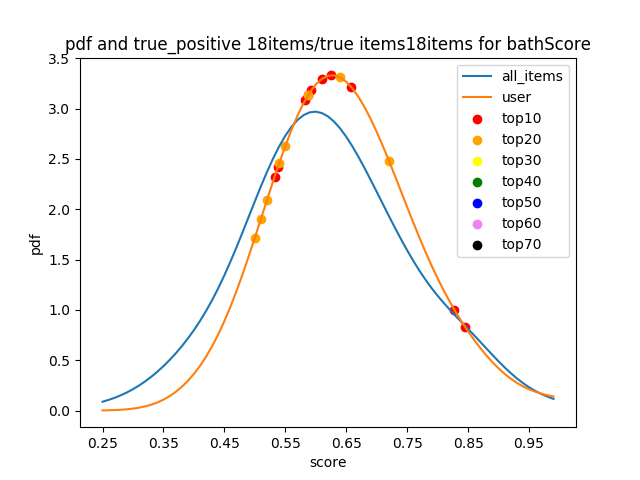 pdf and true_positive 18items/true items18items for bathScore
3.5
3.0
2.5
2.0
1.5
1.0
0.5
0.0
pdf
all_items
user
top10
top20
top30
top40
top50
top60
top70
0.25 0.35 0.45 0.55 0.65 0.75 0.85 0.95
score